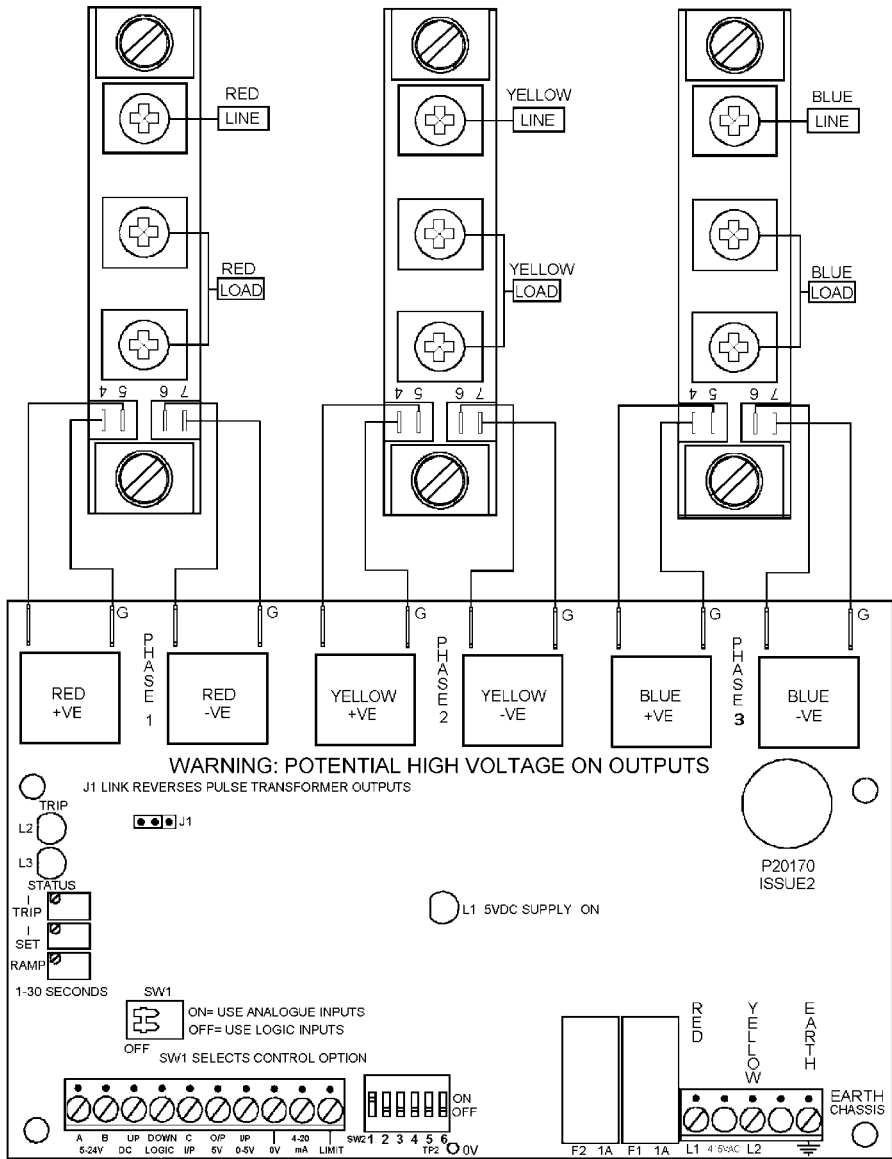 RED
LINE
YELLOW
LINE
BLUE
LINE
RED
LOAD
YELLOW
LOAD
BLUE
LOAD
4 5 6 7
4 5 6 7
4 5 6 7
G G G G G G
PHASE 1
PHASE 2
PHASE 3
RED +VE
RED -VE
YELLOW +VE
YELLOW -VE
BLUE +VE
BLUE -VE
WARNING: POTENTIAL HIGH VOLTAGE ON OUTPUTS
J1 LINK REVERSES PULSE TRANSFORMER OUTPUTS
TRIP
L2
J1
L3
STATUS
I TRIP
I SET
RAMP
1-30 SECONDS
P20170
ISSUE2
L1 5VDC SUPPLY ON
SW1
ON= USE ANALOGUE INPUTS
OFF= USE LOGIC INPUTS
OFF
SW1 SELECTS CONTROL OPTION
RED
YELLOW
EARTH
ON
OFF
EARTH
CHASSIS
A B UP DOWN C O/P I/P 4-20
5-24V DC LOGIC I/P 5V 0-5V 0V mA LIMIT
SW2 1 2 3 4 5 6
TP2 0V
F2 1A F1 1A
L1 415VAC L2